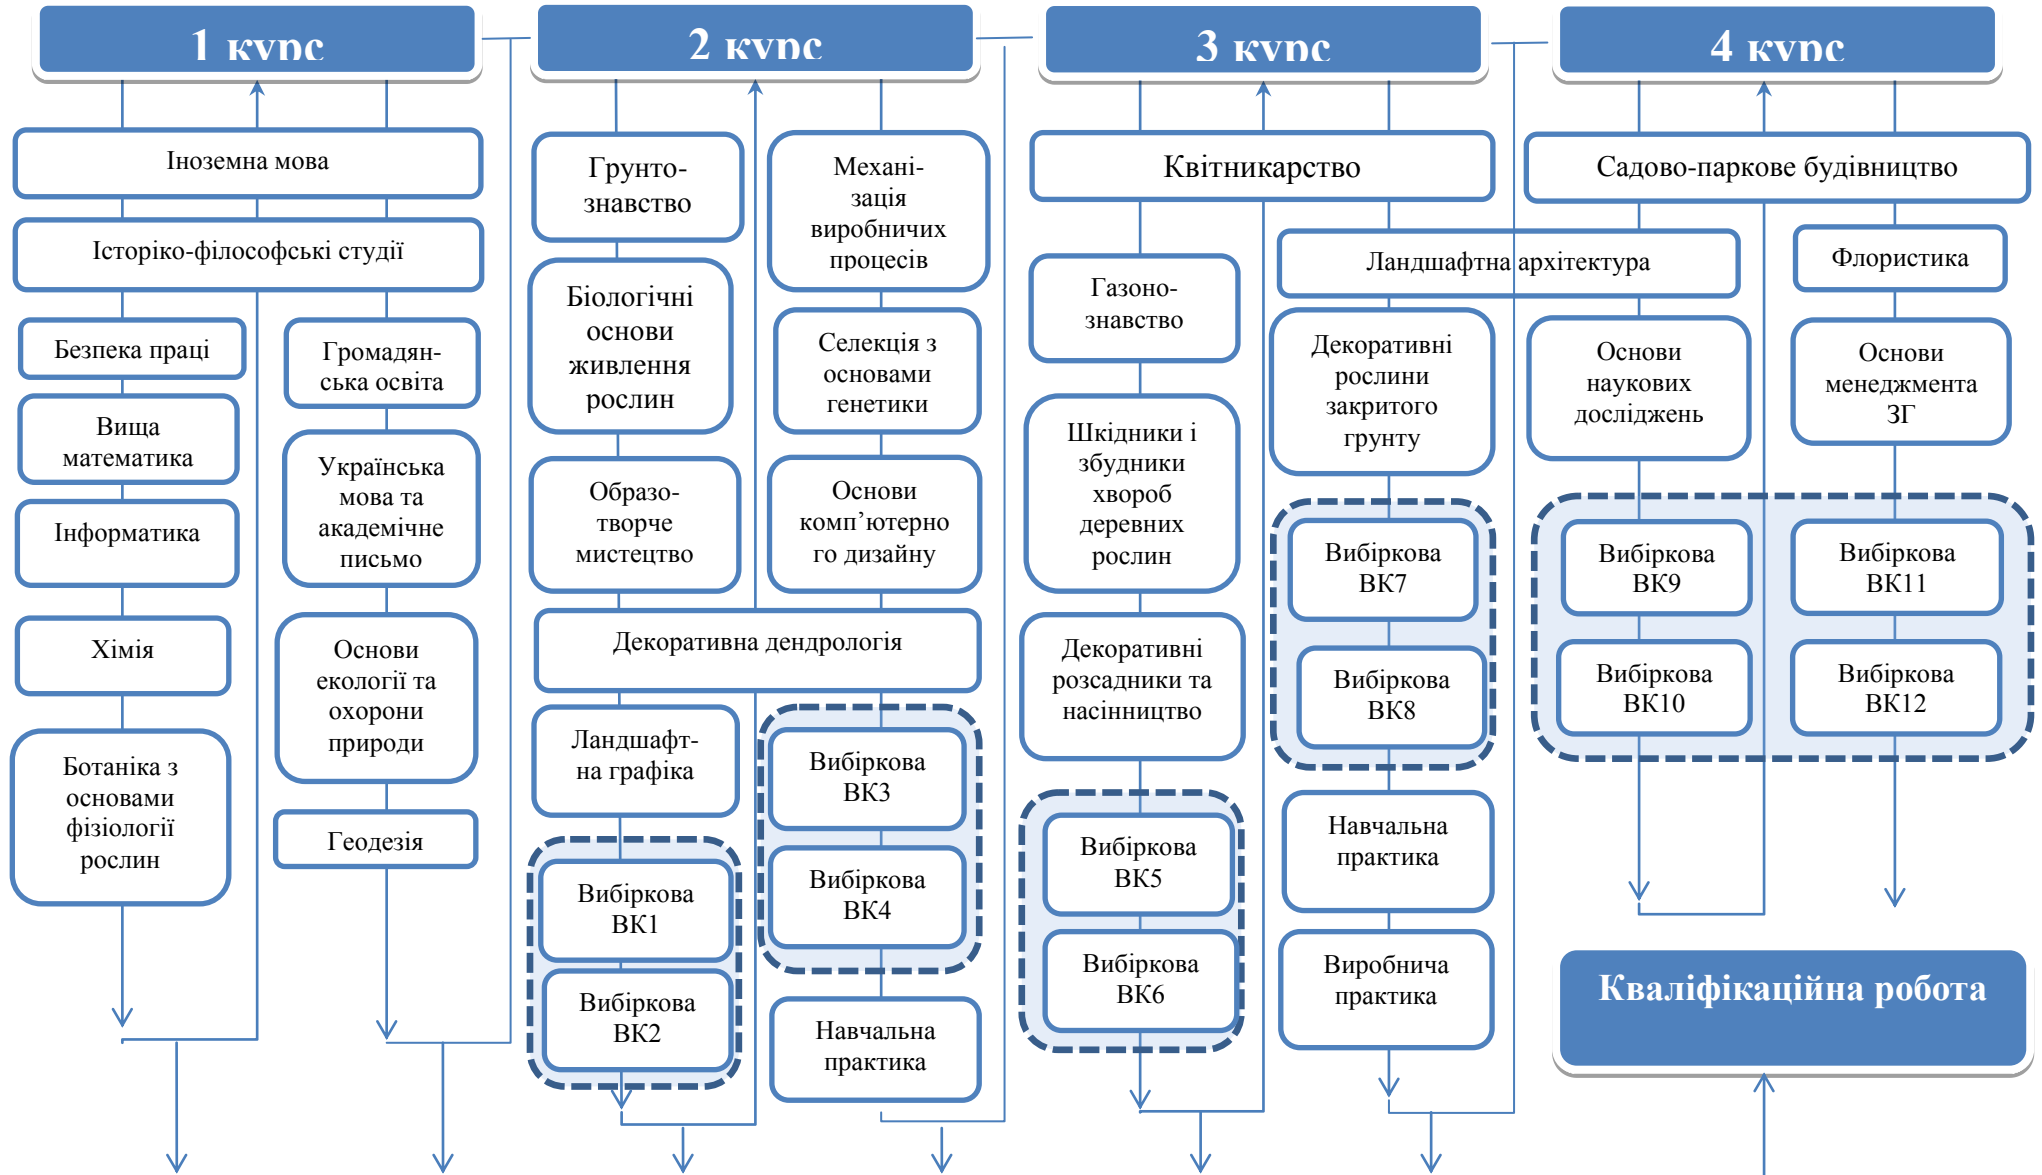 1 курс
2 курс
3 курс
4 курс
Іноземна мова
Історіко-філософські студії
Безпека праці
Вища
математика
Інформатика
Хімія
Ботаніка з
основами
фізіології
рослин
Громадян-
ська освіта
Українська
мова та
академічне
письмо
Основи
екології та
охорони
природи
Геодезія
Грунто-
знавство
Біологічні
основи
живлення
рослин
Образо-
творче
мистецтво
Механі-
зація
виробничих
процесів
Селекція з
основами
генетики
Основи
комп’ютерно
го дизайну
Декоративна дендрологія
Ландшафт-
на графіка
Вибіркова
ВК1
Вибіркова
ВК2
Вибіркова
ВК3
Вибіркова
ВК4
Навчальна
практика
Квітникарство
Газоно-
знавство
Шкідники і
збудники
хвороб
деревних
рослин
Декоративні
розсадники та
насінництво
Вибіркова
ВК5
Вибіркова
ВК6
Ландшафтна архітектура
Декоративні
рослини
закритого
грунту
Вибіркова
ВК7
Вибіркова
ВК8
Навчальна
практика
Виробнича
практика
Садово-паркове будівництво
Флористика
Основи
наукових
досліджень
Основи
менеджмента
ЗГ
Вибіркова
ВК9
Вибіркова
ВК10
Вибіркова
ВК11
Вибіркова
ВК12
Кваліфікаційна робота